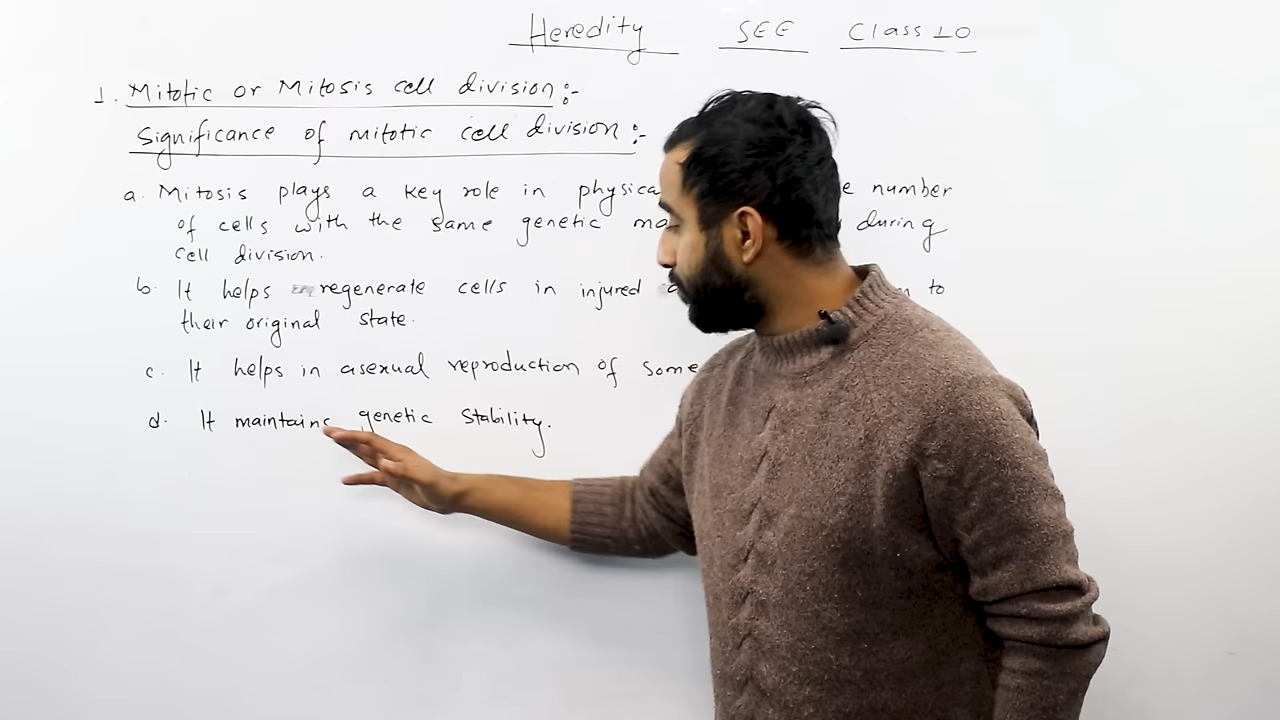 Heredity SEE Class 10
1. Mitotic or Mitosis cell division:-
Significance of mitotic cell division:-
a. Mitosis plays a key role in number
of cells with the same genetic during
cell division.
b. It helps regenerate cells in injured to
their original state.
c. It helps in asexual reproduction of some
d. It maintains genetic stability.